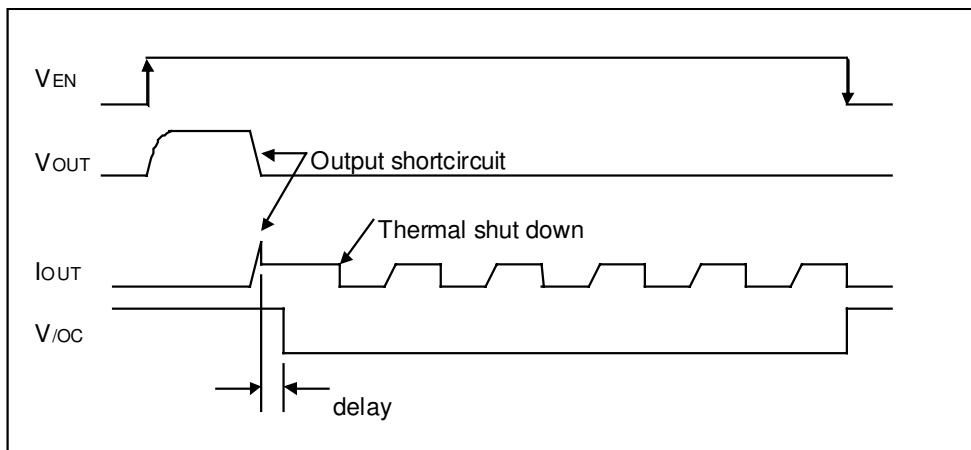 VEN
VOUT
Output shortcircuit
Thermal shut down
IOUT
V/OC
delay